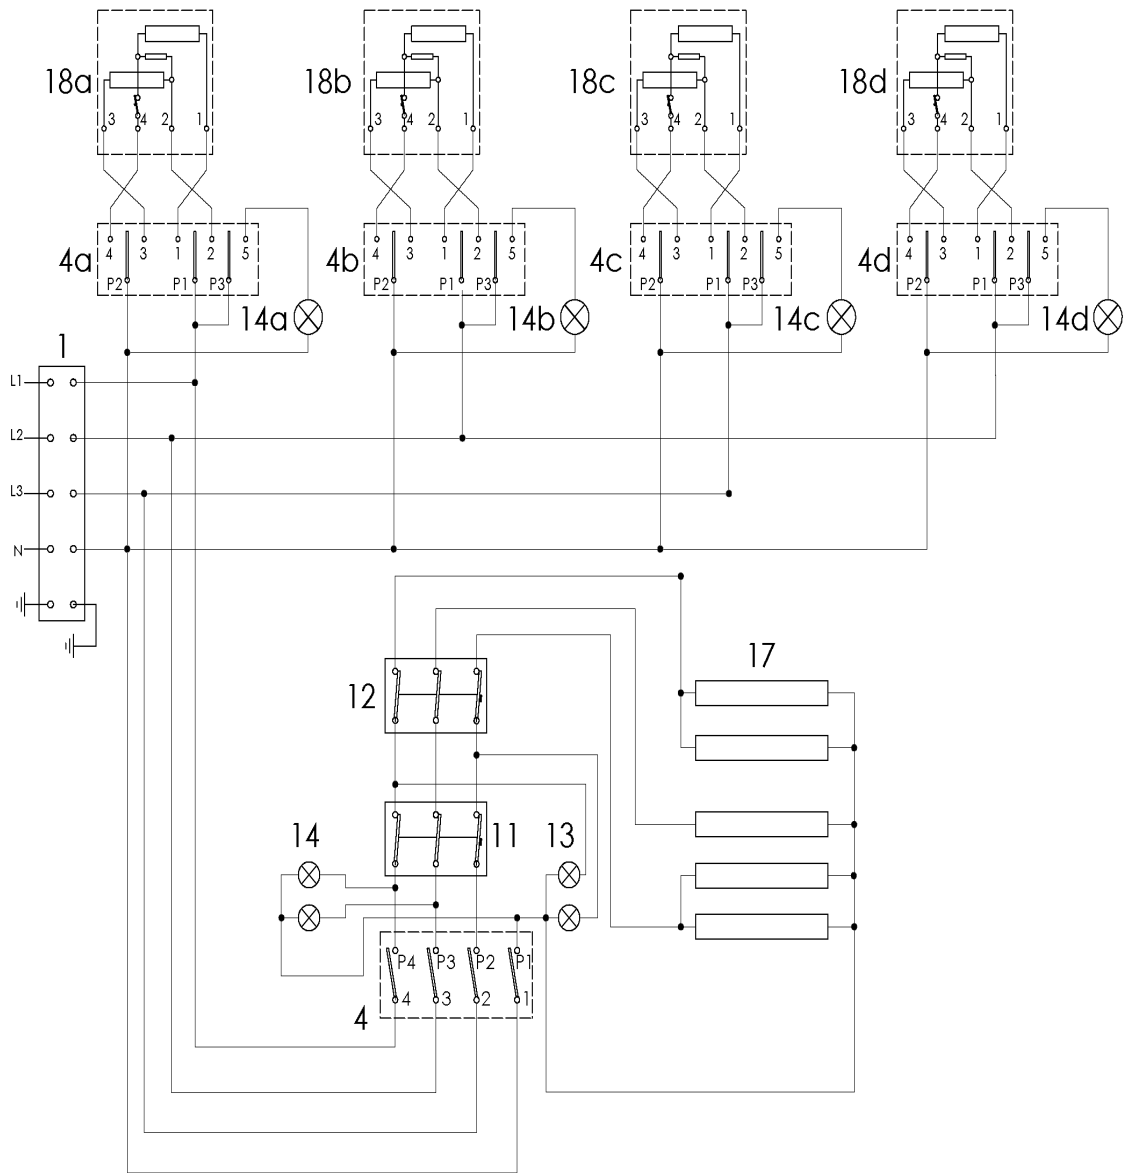 18a 18b 18c 18d
3 4 2 1 3 4 2 1 3 4 2 1 3 4 2 1
4 3 1 2 5 4 3 1 2 5 4 3 1 2 5 4 3 1 2 5
4a 4b 4c 4d
P2 P1 P3 P2 P1 P3 P2 P1 P3 P2 P1 P3
14a 14b 14c 14d
1
L1
L2
L3
N
17
12
14 11 13
P4 P3 P2 P1
4 3 2 1
4